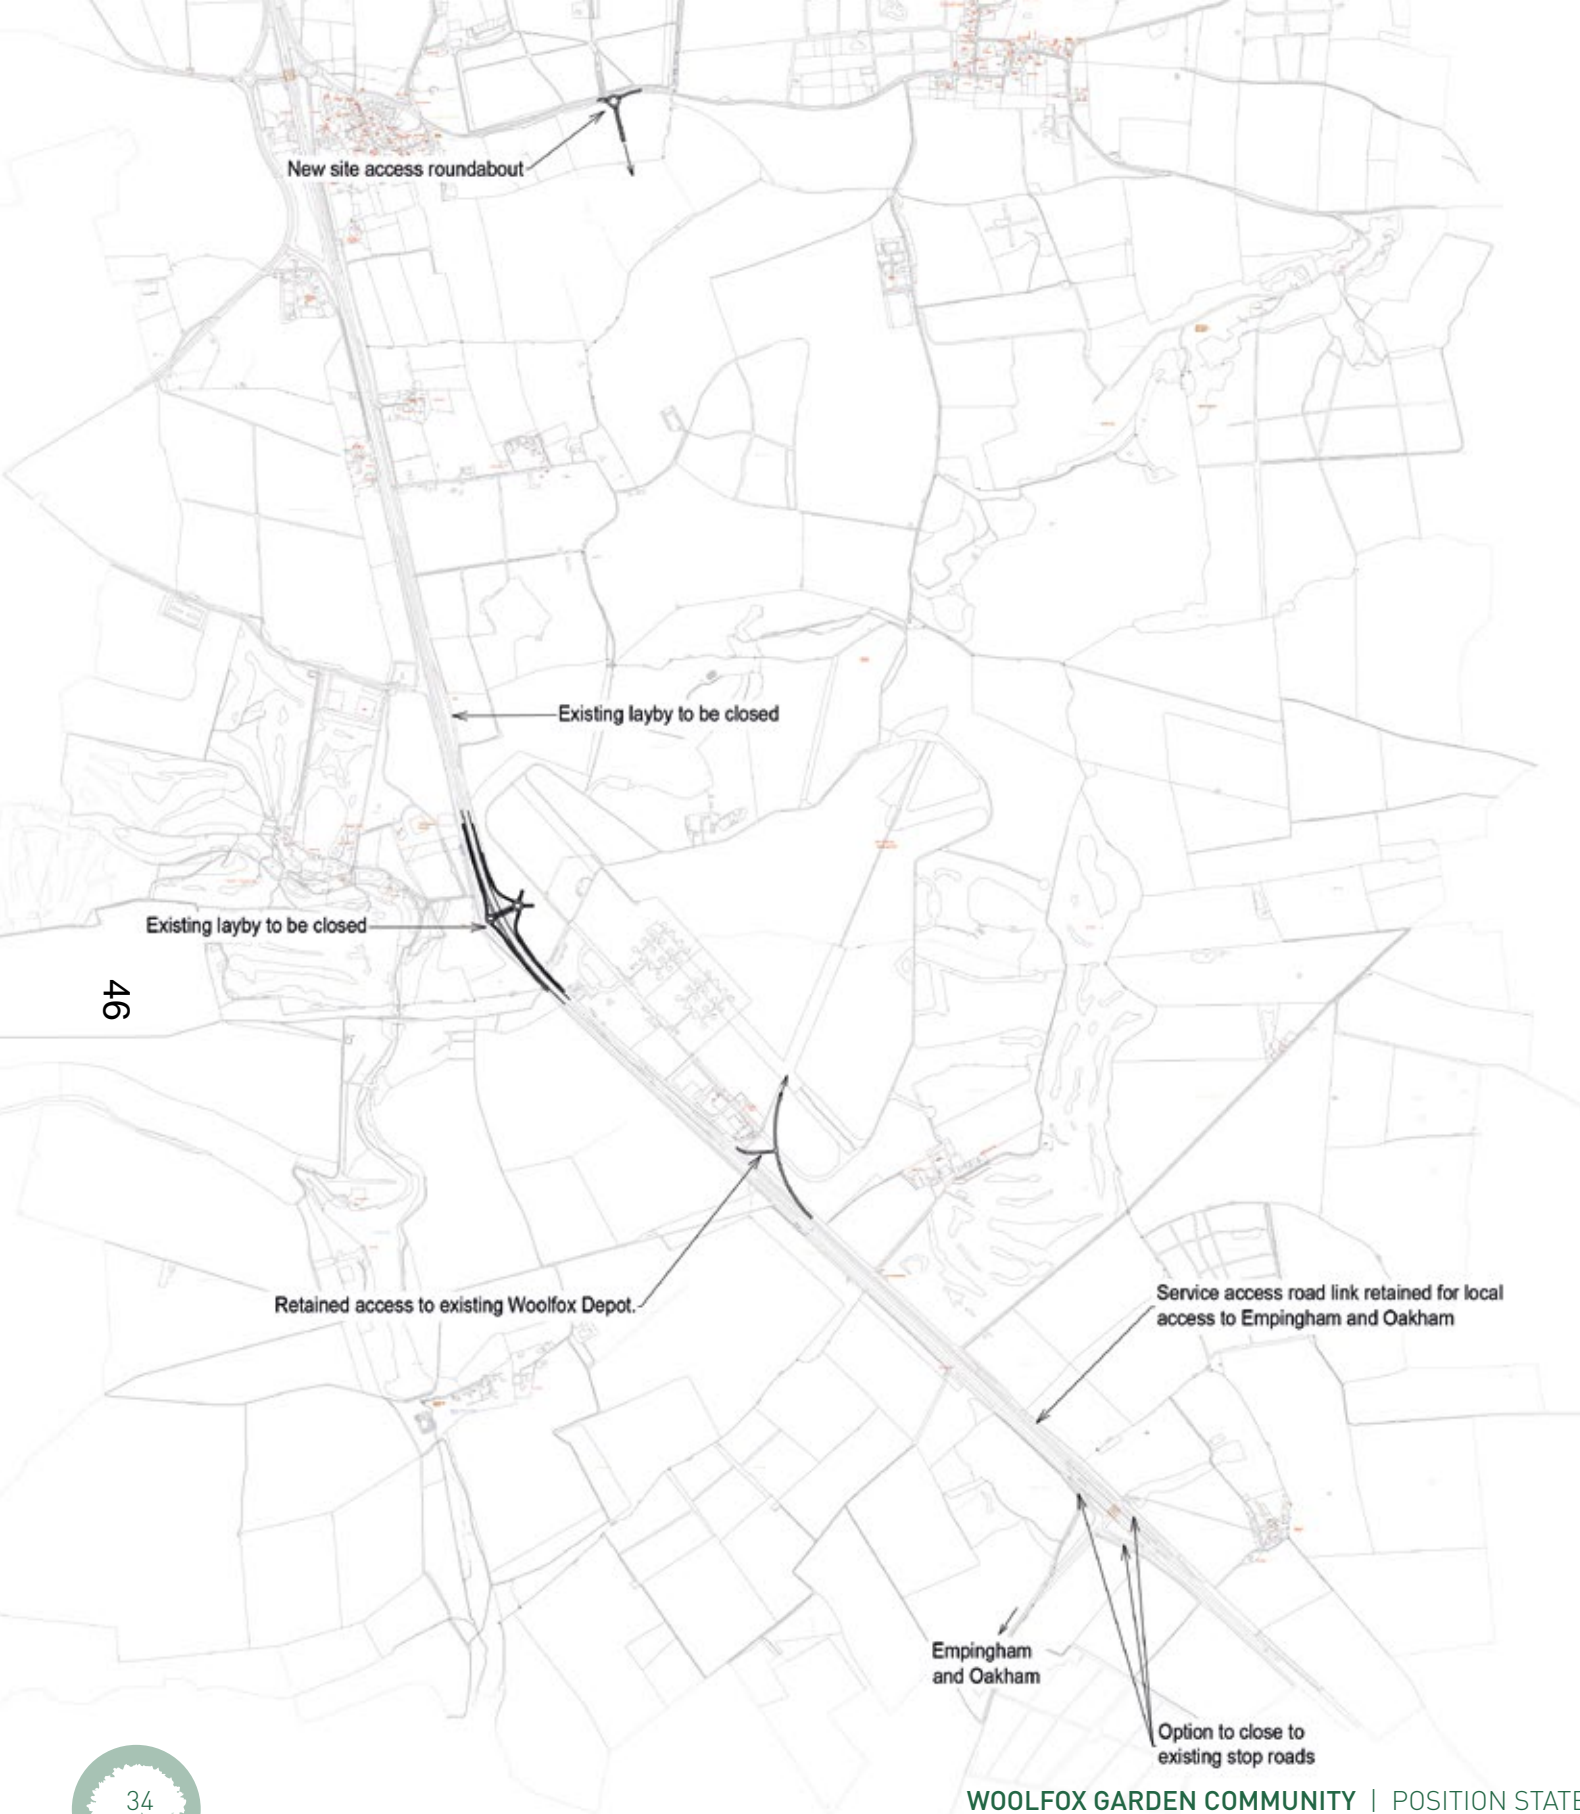 New site access roundabout
Existing layby to be closed
Existing layby to be closed
46
Retained access to existing Woolfox Depot.
Service access road link retained for local
access to Empingham and Oakham
Empingham
and Oakham
Option to close to
existing stop roads
34
WOOLFOX GARDEN COMMUNITY | POSITION STATE